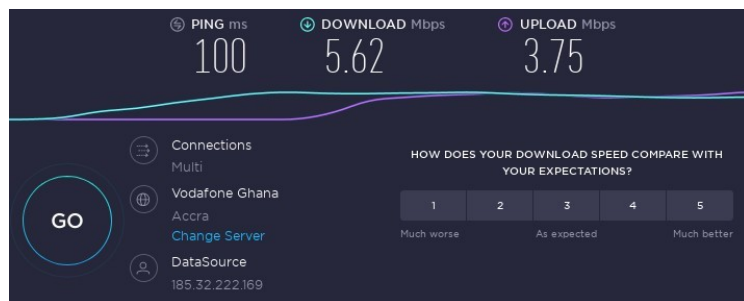 PING ms
100
DOWNLOAD Mbps
5.62
UPLOAD Mbps
3.75
GO
Connections
Multi
Vodafone Ghana
Accra
Change Server
DataSource
185.32.222.169
HOW DOES YOUR DOWNLOAD SPEED COMPARE WITH
YOUR EXPECTATIONS?
1 2 3 4 5
Much worse As expected Much better